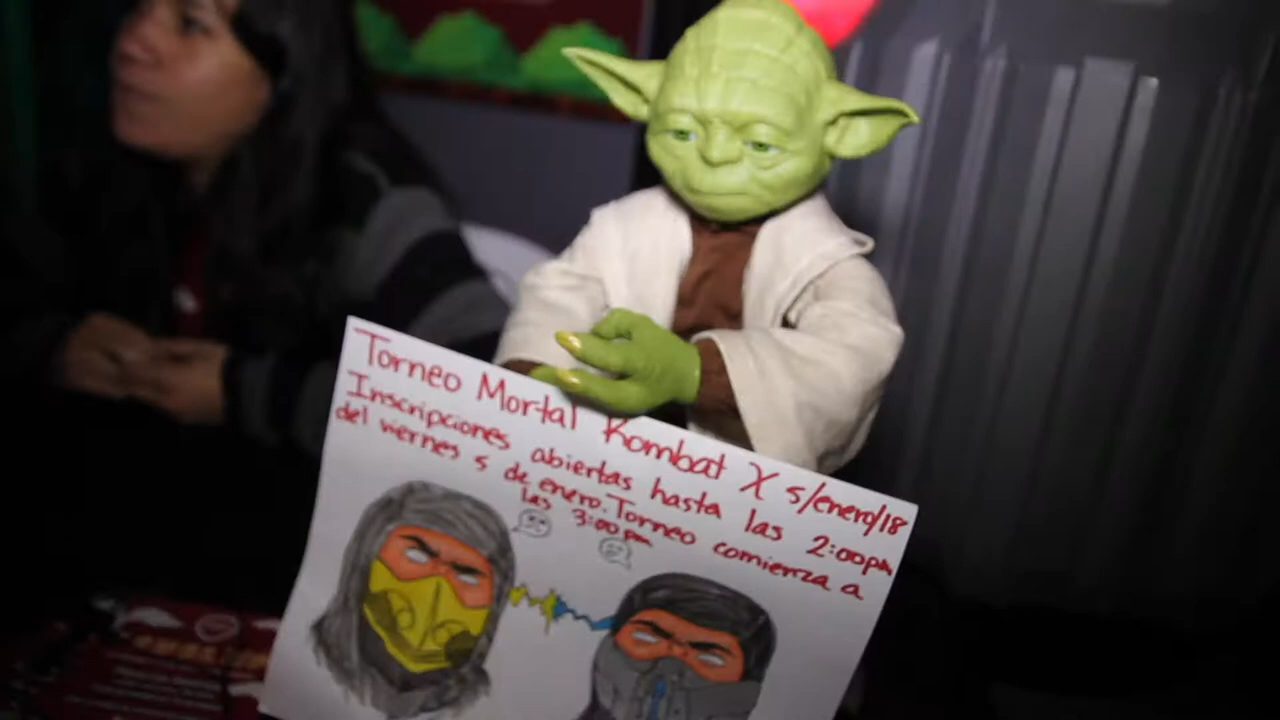 Torneo Mortal Kombat X 5/enero/18
Inscripciones abiertas hasta las 2:00pm
del viernes 5 de enero. Torneo comienza a
las 3:00pm